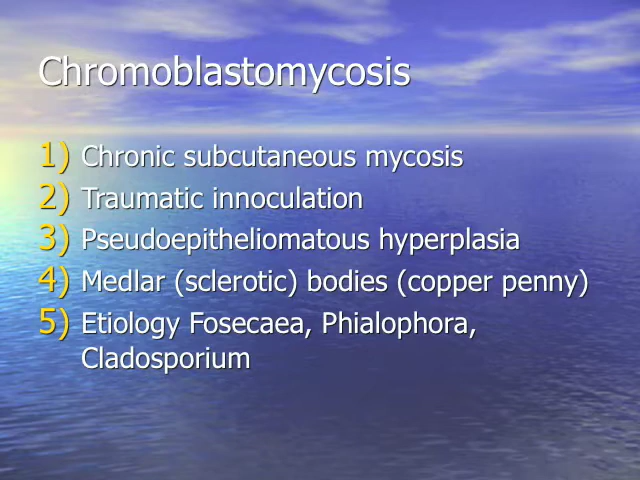 Chromoblastomycosis
1) Chronic subcutaneous mycosis
2) Traumatic innoculation
3) Pseudoepitheliomatous hyperplasia
4) Medlar (sclerotic) bodies (copper penny)
5) Etiology Fosecaea, Phialophora,
Cladosporium